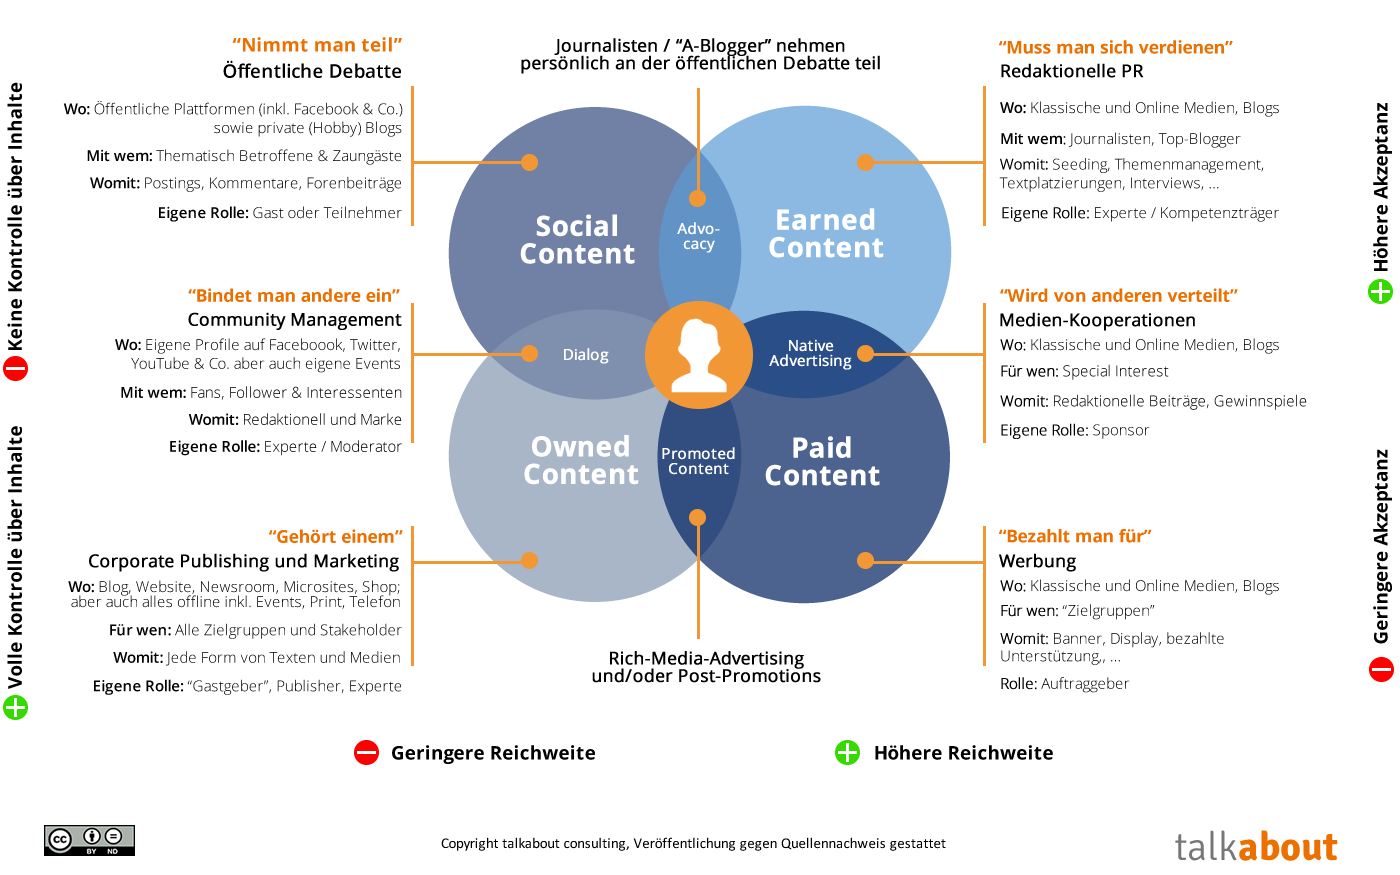 “Nimmt man teil”
Öffentliche Debatte
Wo: Öffentliche Plattformen (inkl. Facebook & Co.)
sowie private (Hobby) Blogs
Mit wem: Thematisch Betroffene & Zaungäste
Womit: Postings, Kommentare, Forenbeiträge
Eigene Rolle: Gast oder Teilnehmer
Journalisten / “A-Blogger” nehmen
persönlich an der öffentlichen Debatte teil
“Muss man sich verdienen”
Redaktionelle PR
Wo: Klassische und Online Medien, Blogs
Mit wem: Journalisten, Top-Blogger
Womit: Seeding, Themenmanagement,
Textplatzierungen, Interviews, ...
Eigene Rolle: Experte / Kompetenzträger
Keine Kontrolle über Inhalte
Höhere Akzeptanz
Social
Content
Advo-
cacy
Earned
Content
“Bindet man andere ein”
Community Management
Wo: Eigene Profile auf Faceboook, Twitter,
YouTube & Co. aber auch eigene Events
Mit wem: Fans, Follower & Interessenten
Womit: Redaktionell und Marke
Eigene Rolle: Experte / Moderator
Dialog
Native
Advertising
“Wird von anderen verteilt”
Medien-Kooperationen
Wo: Klassische und Online Medien, Blogs
Für wen: Special Interest
Womit: Redaktionelle Beiträge, Gewinnspiele
Eigene Rolle: Sponsor
Owned
Content
Promoted
Content
Paid
Content
Volle Kontrolle über Inhalte
Geringere Akzeptanz
“Gehört einem”
Corporate Publishing und Marketing
Wo: Blog, Website, Newsroom, Microsites, Shop;
aber auch alles offline inkl. Events, Print, Telefon
Für wen: Alle Zielgruppen und Stakeholder
Womit: Jede Form von Texten und Medien
Eigene Rolle: “Gastgeber”, Publisher, Experte
Rich-Media-Advertising
und/oder Post-Promotions
“Bezahlt man für”
Werbung
Wo: Klassische und Online Medien, Blogs
Für wen: “Zielgruppen”
Womit: Banner, Display, bezahlte
Unterstützung,, ...
Rolle: Auftraggeber
Geringere Reichweite
Höhere Reichweite
cc BY ND
Copyright talkabout consulting, Veröffentlichung gegen Quellennachweis gestattet
talkabout